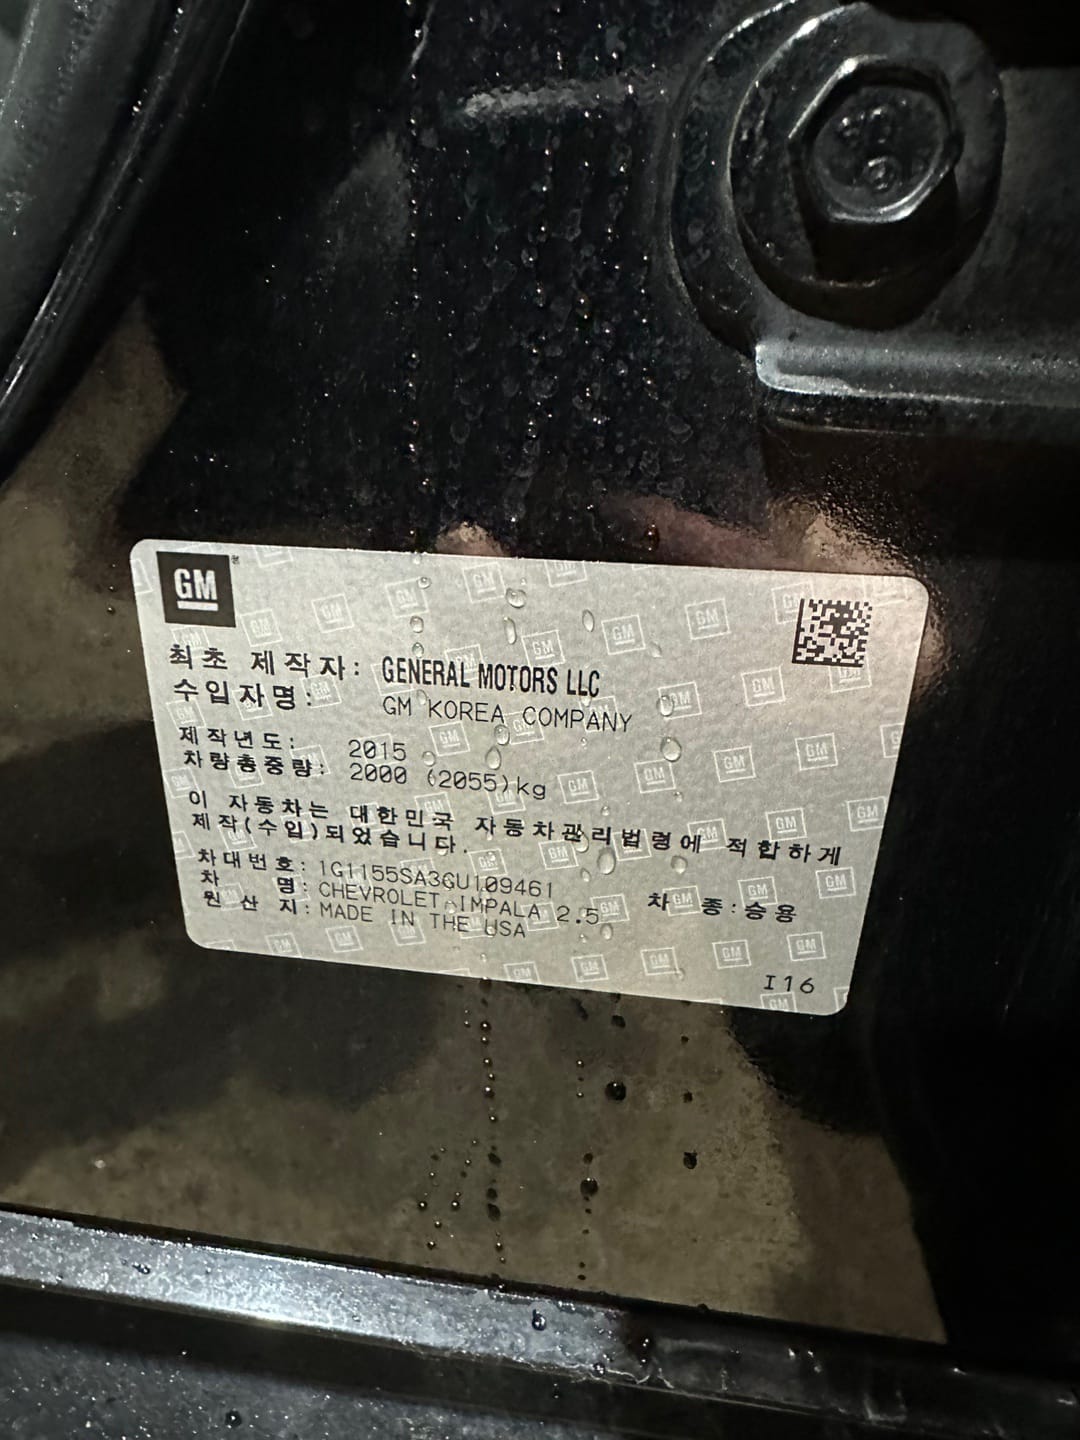 GM
최초 제작자: GENERAL MOTORS LLC
수입자명: GM KOREA COMPANY
제작년도: 2015
차량총중량: 2000 (2055)kg
이 자동차는 대한민국 자동차관리법령에 적합하게
제작(수입)되었습니다.
차대번호: 1G1155SA3GU109461
차 명: CHEVROLET IMPALA 2.5 차 종:승용
원 산 지: MADE IN THE USA
I16